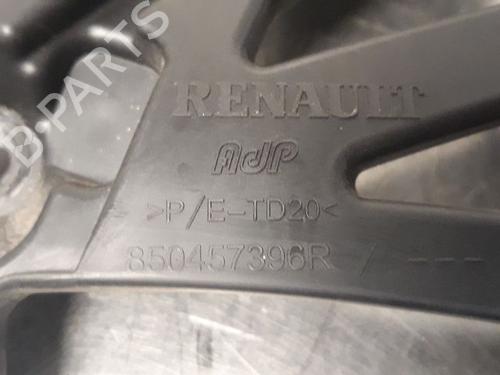 B-PARTS
RENAULT
AdP
>P/E-TD20<
850457396R / ---